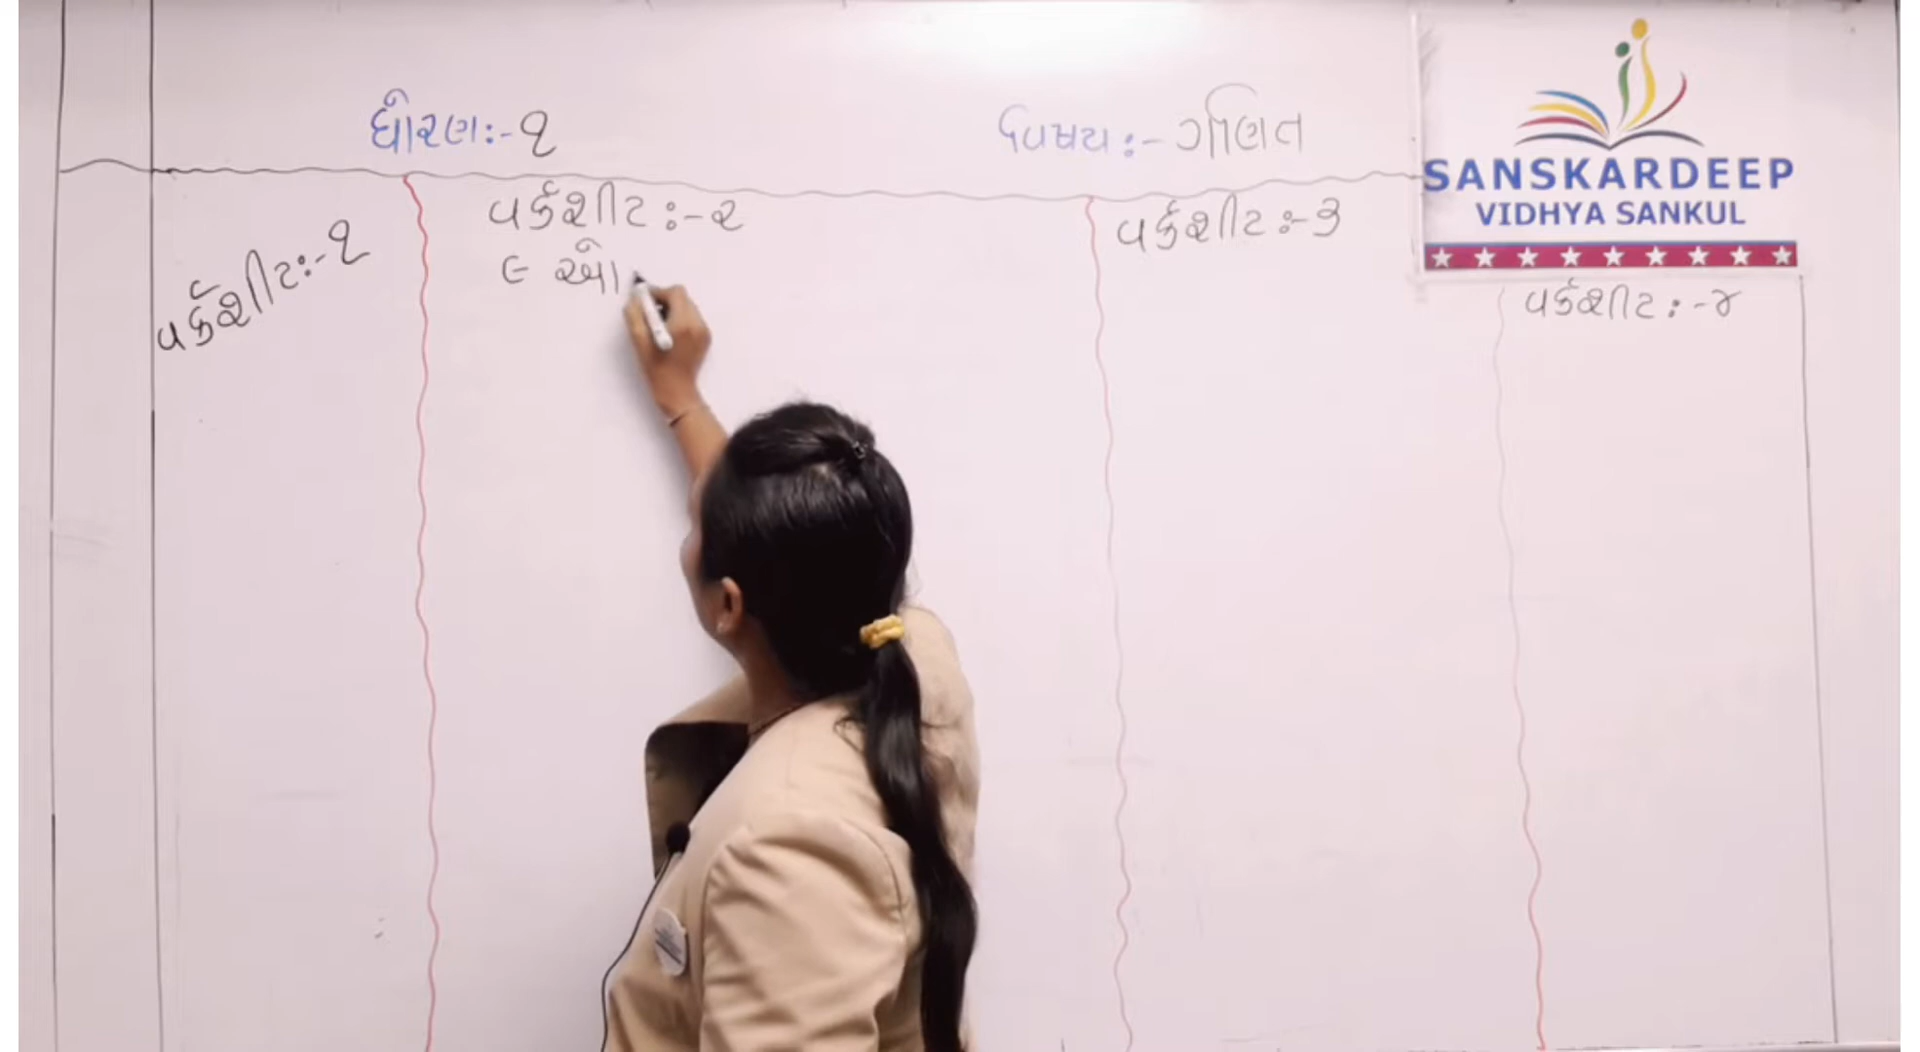 ધોરણ:- ૧
વિષય:- ગણિત
SANSKARDEEP
VIDHYA SANKUL
વર્કશીટ:- ૧
વર્કશીટ:- ૨
૯ ઓ
વર્કશીટ:- ૩
વર્કશીટ:- ૪